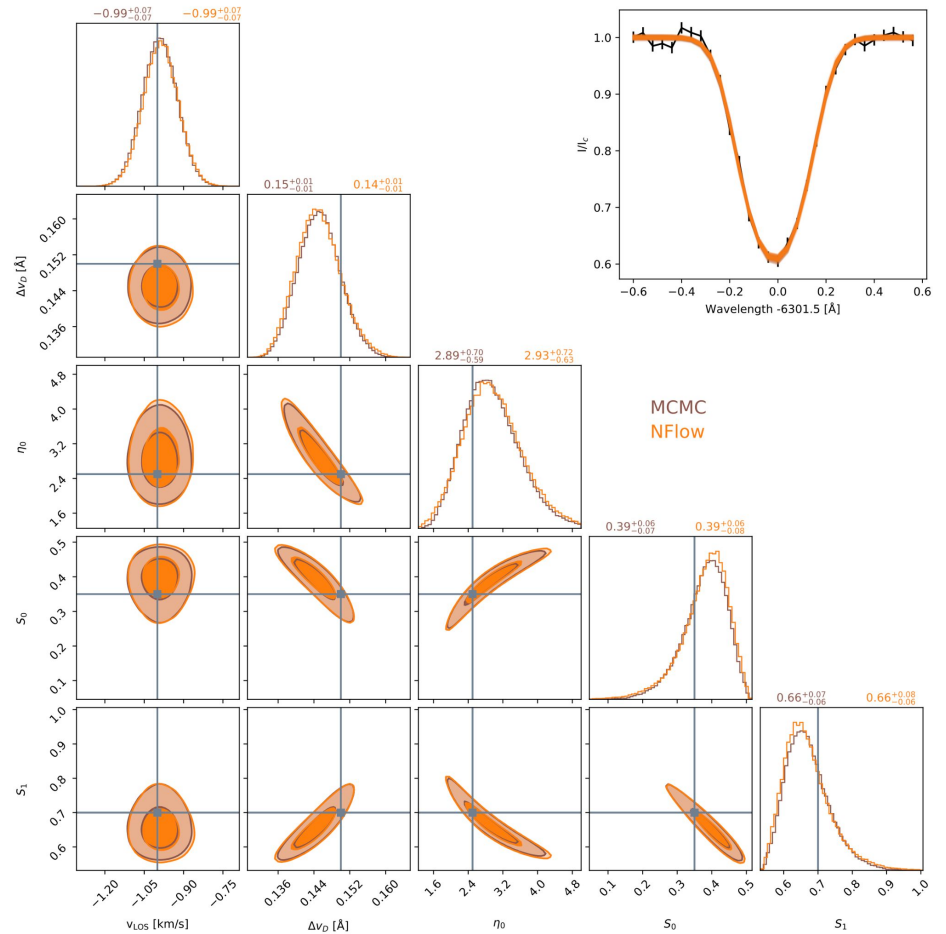 −0.99+0.07−0.07 −0.99+0.07−0.07
1.0
0.9
I/Ic
0.8
0.7
0.6
−0.6 −0.4 −0.2 0.0 0.2 0.4 0.6
Wavelength -6301.5 [Å]
0.15+0.01−0.01 0.14+0.01−0.01
ΔvD [Å]
0.160
0.152
0.144
0.136
2.89+0.70−0.59 2.93+0.72−0.63
MCMC
NFlow
η0
4.8
4.0
3.2
2.4
1.6
0.39+0.06−0.07 0.39+0.06−0.08
S0
0.5
0.4
0.3
0.2
0.1
0.66+0.07−0.06 0.66+0.08−0.06
S1
1.0
0.9
0.8
0.7
0.6
−1.20 −1.05 −0.90 −0.75 0.136 0.144 0.152 0.160 1.6 2.4 3.2 4.0 4.8 0.1 0.2 0.3 0.4 0.5 0.6 0.7 0.8 0.9 1.0
vLOS [km/s] ΔvD [Å] η0 S0 S1